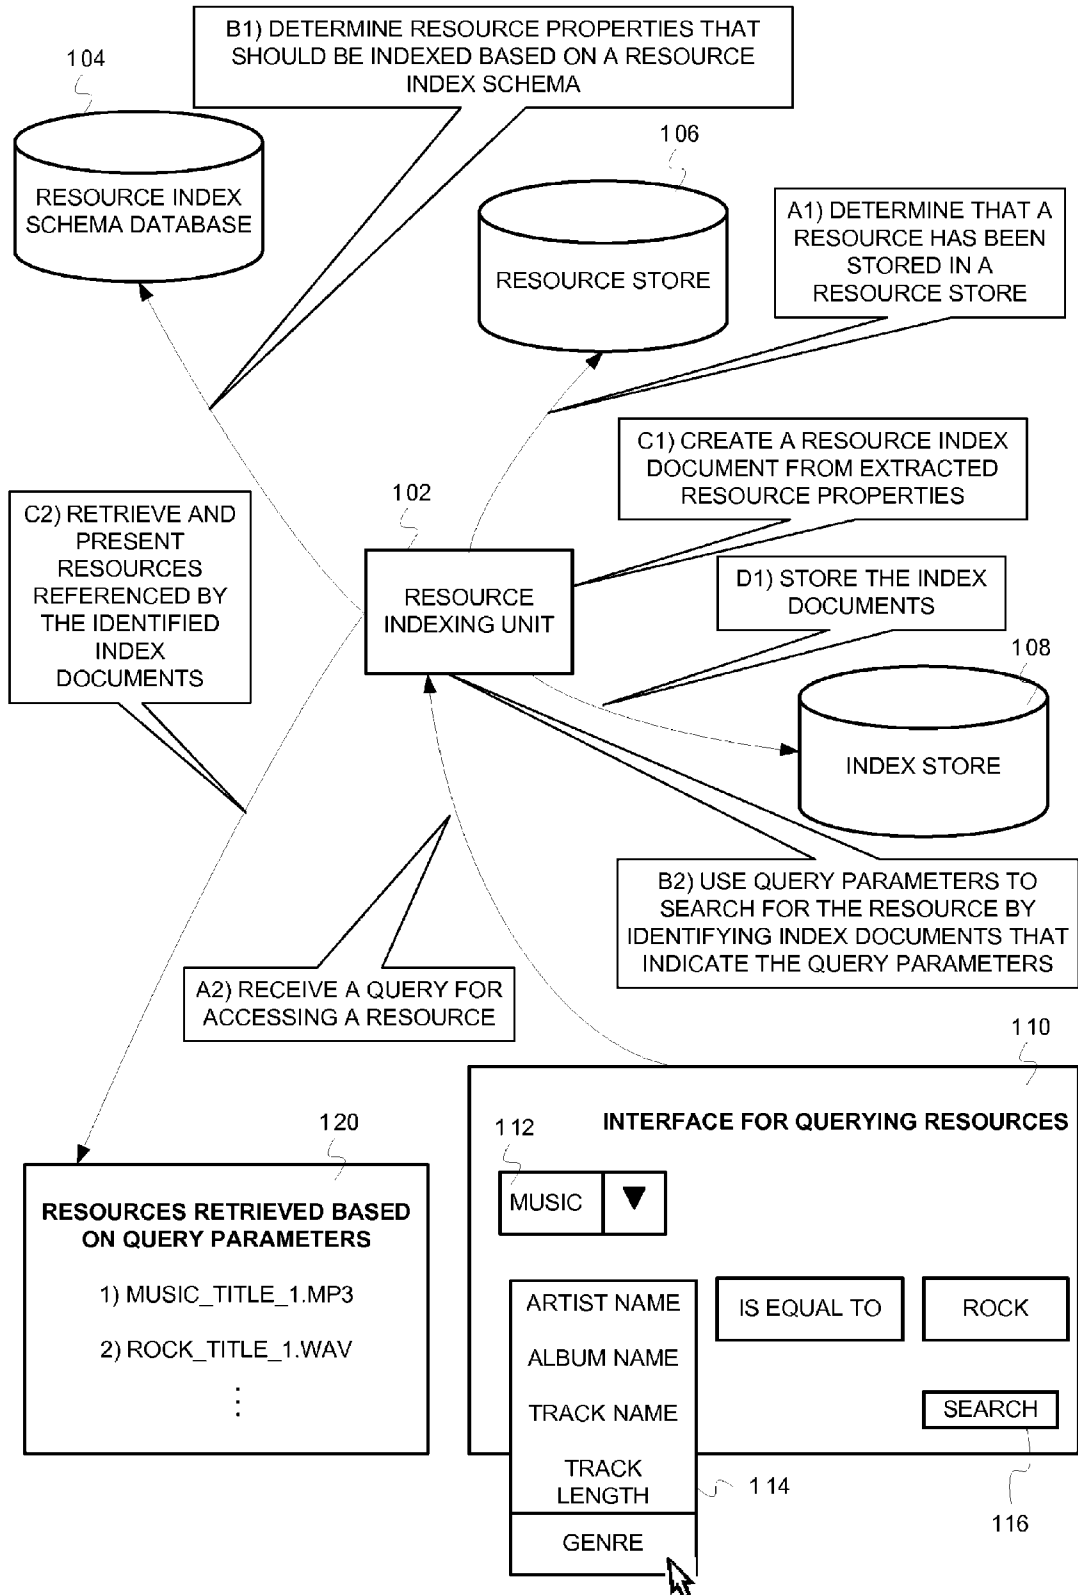 B1) DETERMINE RESOURCE PROPERTIES THAT
SHOULD BE INDEXED BASED ON A RESOURCE
INDEX SCHEMA
104
RESOURCE INDEX
SCHEMA DATABASE
106
RESOURCE STORE
A1) DETERMINE THAT A
RESOURCE HAS BEEN
STORED IN A
RESOURCE STORE
C1) CREATE A RESOURCE INDEX
DOCUMENT FROM EXTRACTED
RESOURCE PROPERTIES
102
RESOURCE
INDEXING UNIT
C2) RETRIEVE AND
PRESENT
RESOURCES
REFERENCED BY
THE IDENTIFIED
INDEX
DOCUMENTS
D1) STORE THE INDEX
DOCUMENTS
108
INDEX STORE
B2) USE QUERY PARAMETERS TO
SEARCH FOR THE RESOURCE BY
IDENTIFYING INDEX DOCUMENTS THAT
INDICATE THE QUERY PARAMETERS
A2) RECEIVE A QUERY FOR
ACCESSING A RESOURCE
110
INTERFACE FOR QUERYING RESOURCES
112
MUSIC
ARTIST NAME
ALBUM NAME
TRACK NAME
TRACK
LENGTH
GENRE
IS EQUAL TO
ROCK
SEARCH
114
116
120
RESOURCES RETRIEVED BASED
ON QUERY PARAMETERS
1) MUSIC_TITLE_1.MP3
2) ROCK_TITLE_1.WAV
⋮